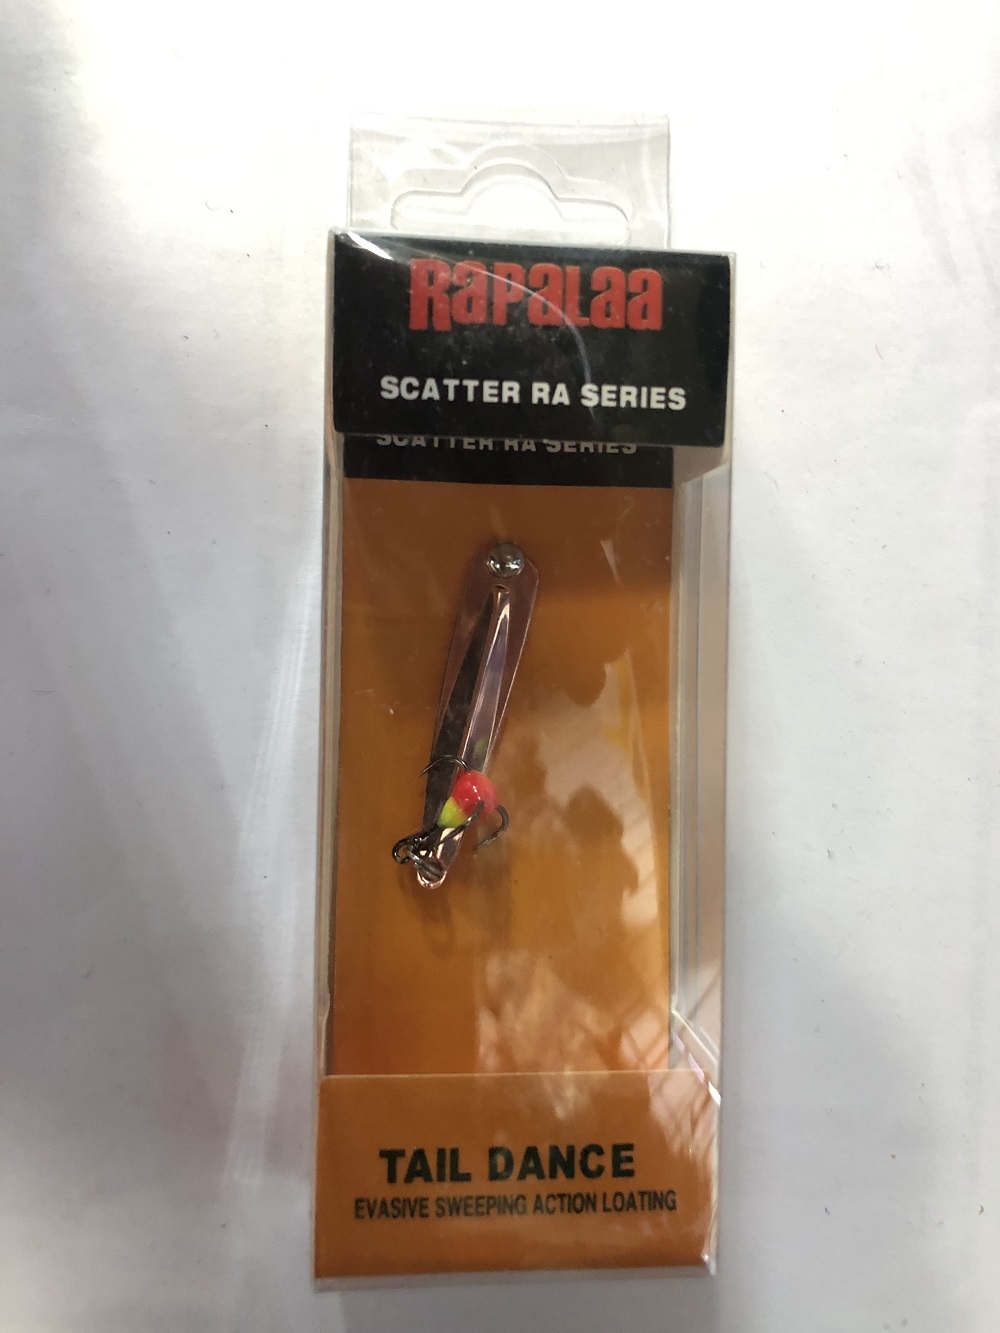 RAPALAA
SCATTER RA SERIES
SCATTER RA SERIES
TAIL DANCE
EVASIVE SWEEPING ACTION LOATING